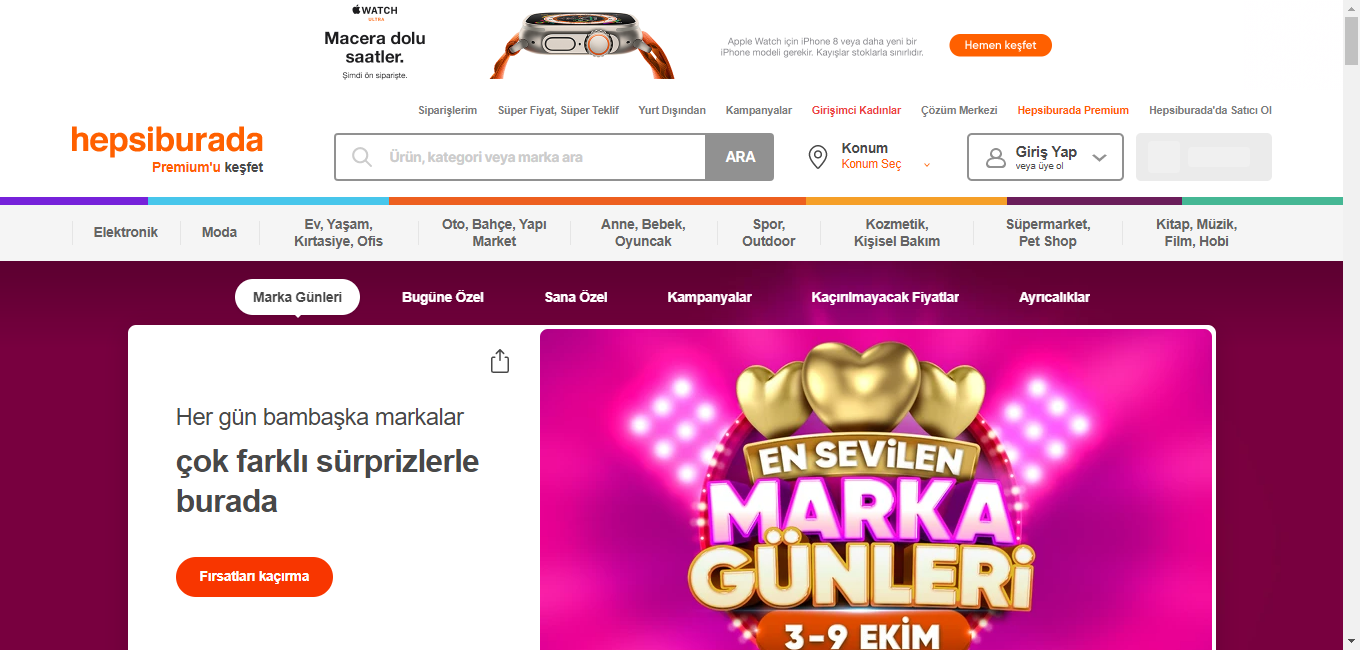 WATCH
ULTRA
Macera dolu
saatler.
Şimdi ön siparişte.
Apple Watch için iPhone 8 veya daha yeni bir
iPhone modeli gerekir. Kayışlar stoklarla sınırlıdır.
Hemen keşfet
Siparişlerim
Süper Fiyat, Süper Teklif
Yurt Dışından
Kampanyalar
Girişimci Kadınlar
Çözüm Merkezi
Hepsiburada Premium
Hepsiburada'da Satıcı Ol
hepsiburada
Premium'u keşfet
Ürün, kategori veya marka ara
ARA
Konum
Konum Seç
Giriş Yap
veya üye ol
Elektronik
Moda
Ev, Yaşam,
Kırtasiye, Ofis
Oto, Bahçe, Yapı
Market
Anne, Bebek,
Oyuncak
Spor,
Outdoor
Kozmetik,
Kişisel Bakım
Süpermarket,
Pet Shop
Kitap, Müzik,
Film, Hobi
Marka Günleri
Bugüne Özel
Sana Özel
Kampanyalar
Kaçırılmayacak Fiyatlar
Ayrıcalıklar
Her gün bambaşka markalar
çok farklı sürprizlerle
burada
Fırsatları kaçırma
EN SEVİLEN
MARKA
GÜNLERİ
3-9 EKİM